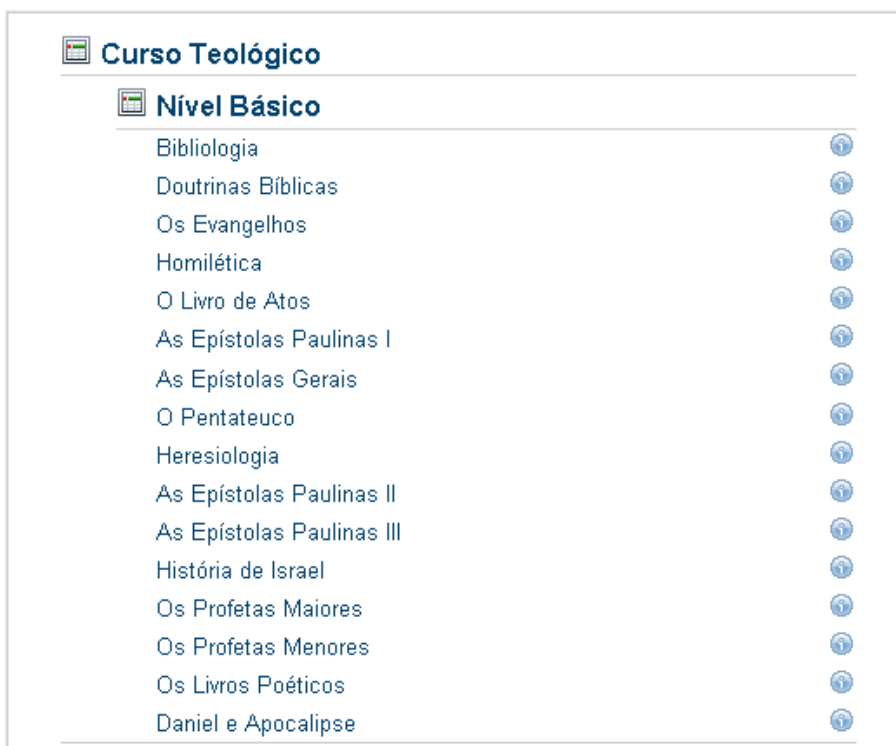 Curso Teológico
Nível Básico
Bibliologia
Doutrinas Bíblicas
Os Evangelhos
Homilética
O Livro de Atos
As Epístolas Paulinas I
As Epístolas Gerais
O Pentateuco
Heresiologia
As Epístolas Paulinas II
As Epístolas Paulinas III
História de Israel
Os Profetas Maiores
Os Profetas Menores
Os Livros Poéticos
Daniel e Apocalipse